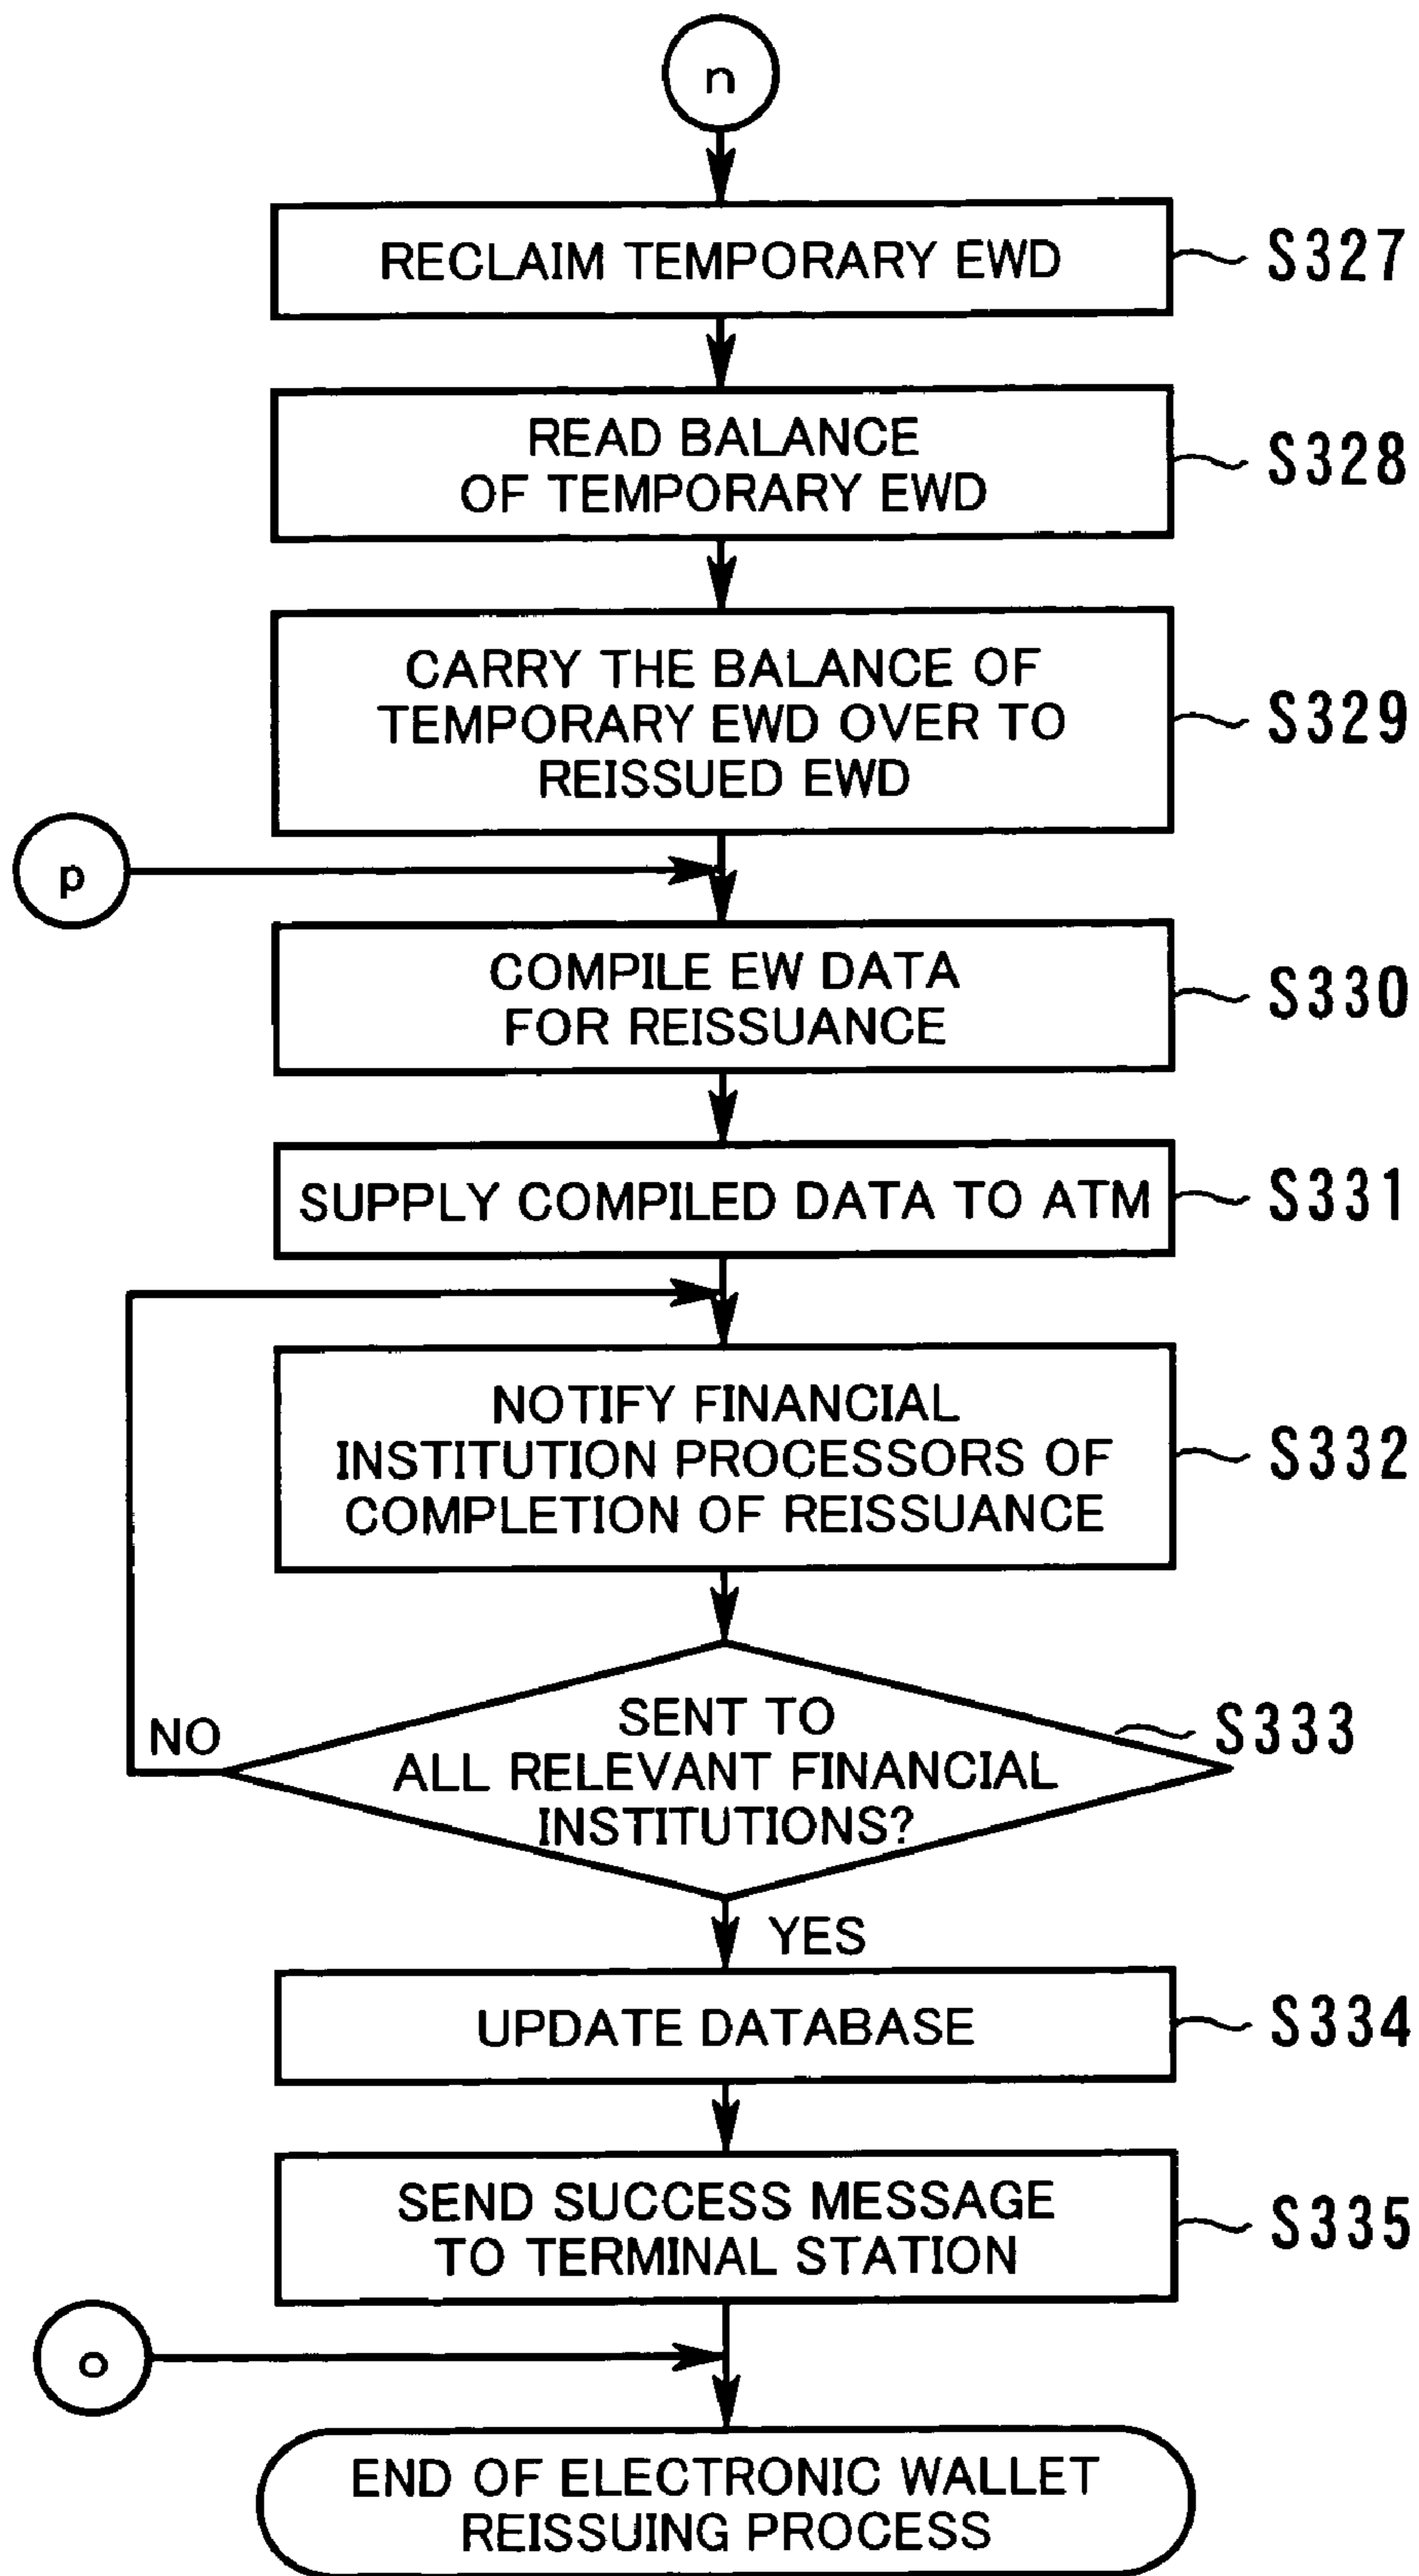 n
RECLAIM TEMPORARY EWD
S327
READ BALANCE
OF TEMPORARY EWD
S328
CARRY THE BALANCE OF
TEMPORARY EWD OVER TO
REISSUED EWD
S329
p
COMPILE EW DATA
FOR REISSUANCE
S330
SUPPLY COMPILED DATA TO ATM
S331
NOTIFY FINANCIAL
INSTITUTION PROCESSORS OF
COMPLETION OF REISSUANCE
S332
SENT TO
ALL RELEVANT FINANCIAL
INSTITUTIONS?
S333
NO
YES
UPDATE DATABASE
S334
SEND SUCCESS MESSAGE
TO TERMINAL STATION
S335
o
END OF ELECTRONIC WALLET
REISSUING PROCESS